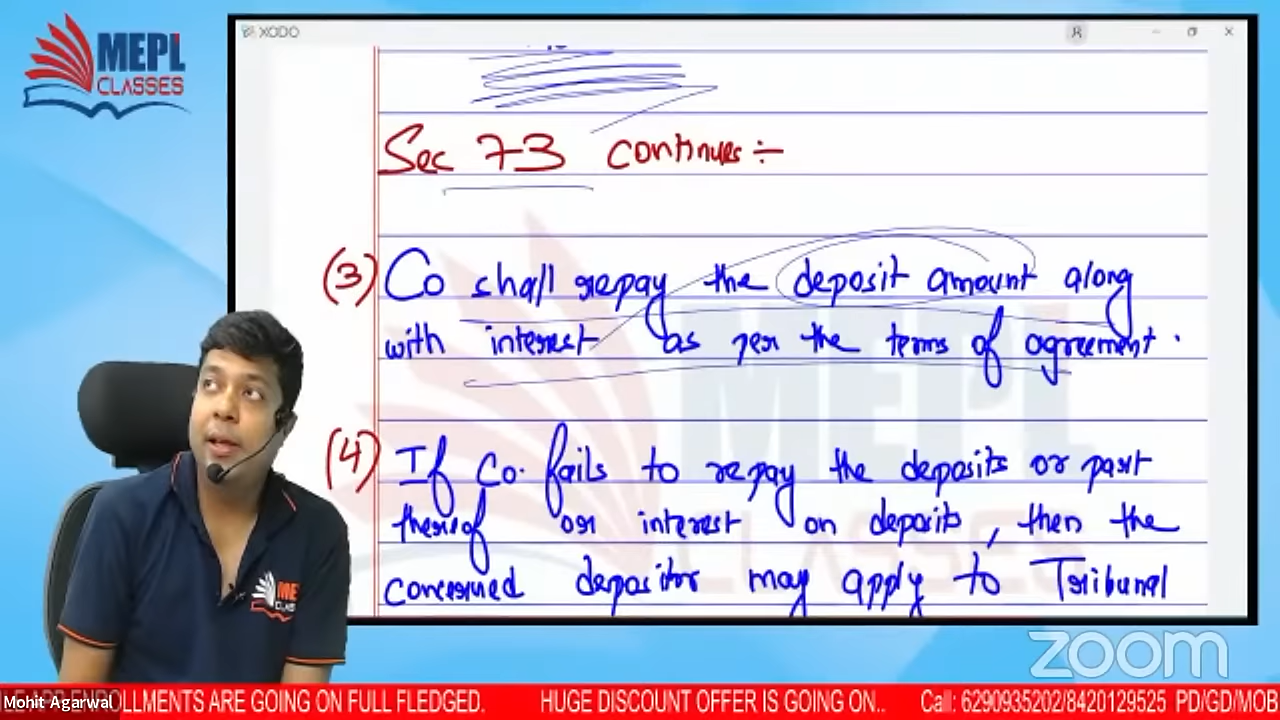 MEPL
CLASSES
XODO
Sec 73 continues :-
(3) Co shall repay the deposit amount along
with interest as per the terms of agreement.
(4) If Co. fails to repay the deposits or part
thereof or interest on deposits, then the
concerned depositor may apply to Tribunal
MEPL
CLASSES
MEPL
zoom
Mohit Agarwal
ENROLLMENTS ARE GOING ON FULL FLEDGED. HUGE DISCOUNT OFFER IS GOING ON.. Call: 6290935202/8420129525 PD/GD/MOB